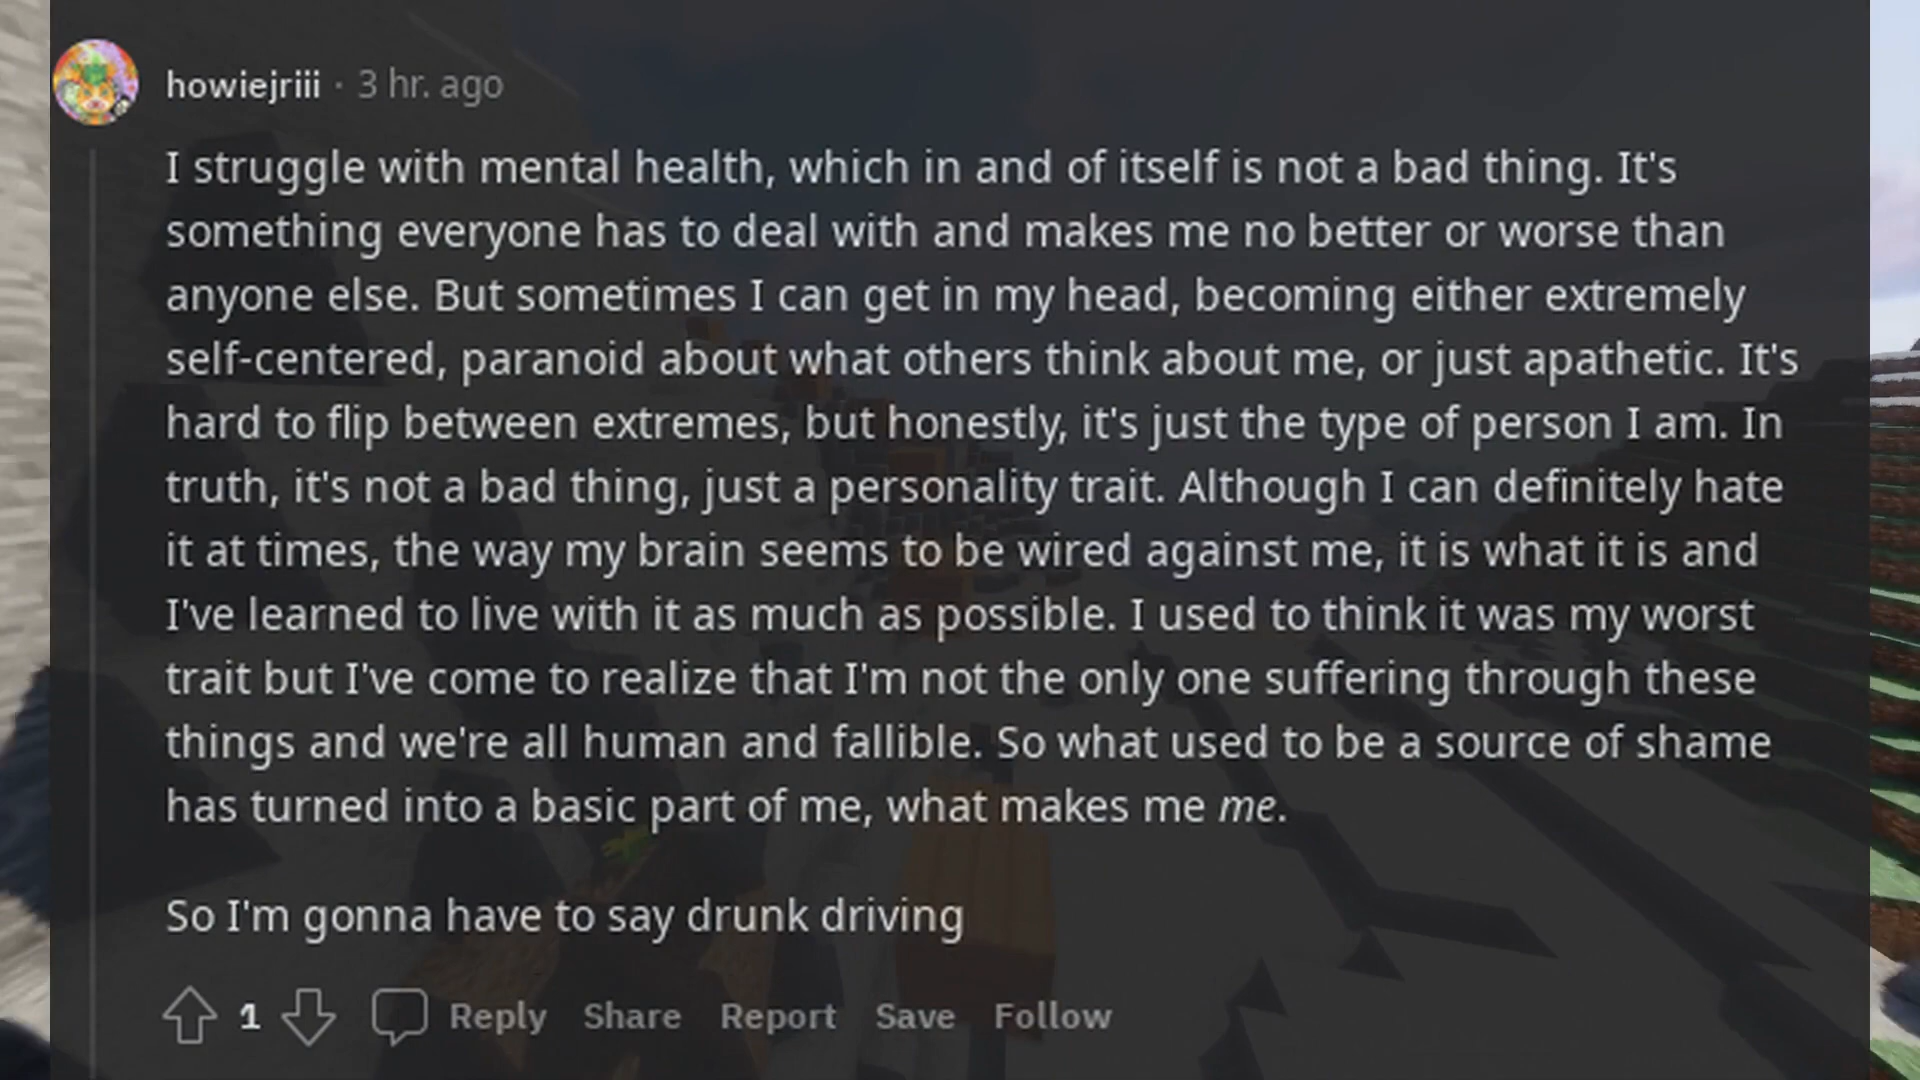 howiejriii · 3 hr. ago
I struggle with mental health, which in and of itself is not a bad thing. It's
something everyone has to deal with and makes me no better or worse than
anyone else. But sometimes I can get in my head, becoming either extremely
self-centered, paranoid about what others think about me, or just apathetic. It's
hard to flip between extremes, but honestly, it's just the type of person I am. In
truth, it's not a bad thing, just a personality trait. Although I can definitely hate
it at times, the way my brain seems to be wired against me, it is what it is and
I've learned to live with it as much as possible. I used to think it was my worst
trait but I've come to realize that I'm not the only one suffering through these
things and we're all human and fallible. So what used to be a source of shame
has turned into a basic part of me, what makes me me.
So I'm gonna have to say drunk driving
1 Reply Share Report Save Follow